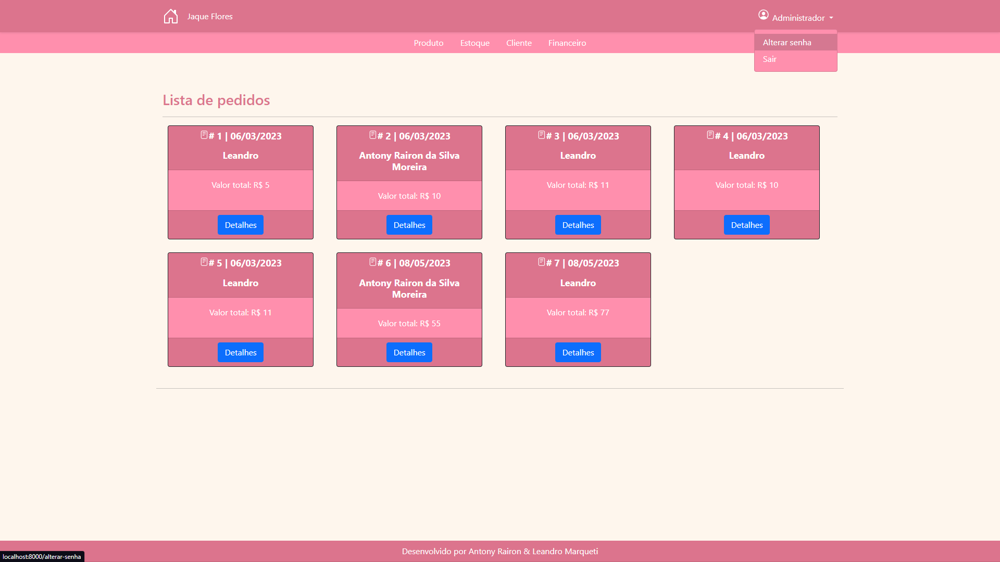 Jaque Flores
Administrador
Produto Estoque Cliente Financeiro
Alterar senha
Sair
Lista de pedidos
# 1 | 06/03/2023
Leandro
Valor total: R$ 5
Detalhes
# 2 | 06/03/2023
Antony Rairon da Silva
Moreira
Valor total: R$ 10
Detalhes
# 3 | 06/03/2023
Leandro
Valor total: R$ 11
Detalhes
# 4 | 06/03/2023
Leandro
Valor total: R$ 10
Detalhes
# 5 | 06/03/2023
Leandro
Valor total: R$ 11
Detalhes
# 6 | 08/05/2023
Antony Rairon da Silva
Moreira
Valor total: R$ 55
Detalhes
# 7 | 08/05/2023
Leandro
Valor total: R$ 77
Detalhes
Desenvolvido por Antony Rairon & Leandro Marqueti
localhost:8000/alterar-senha